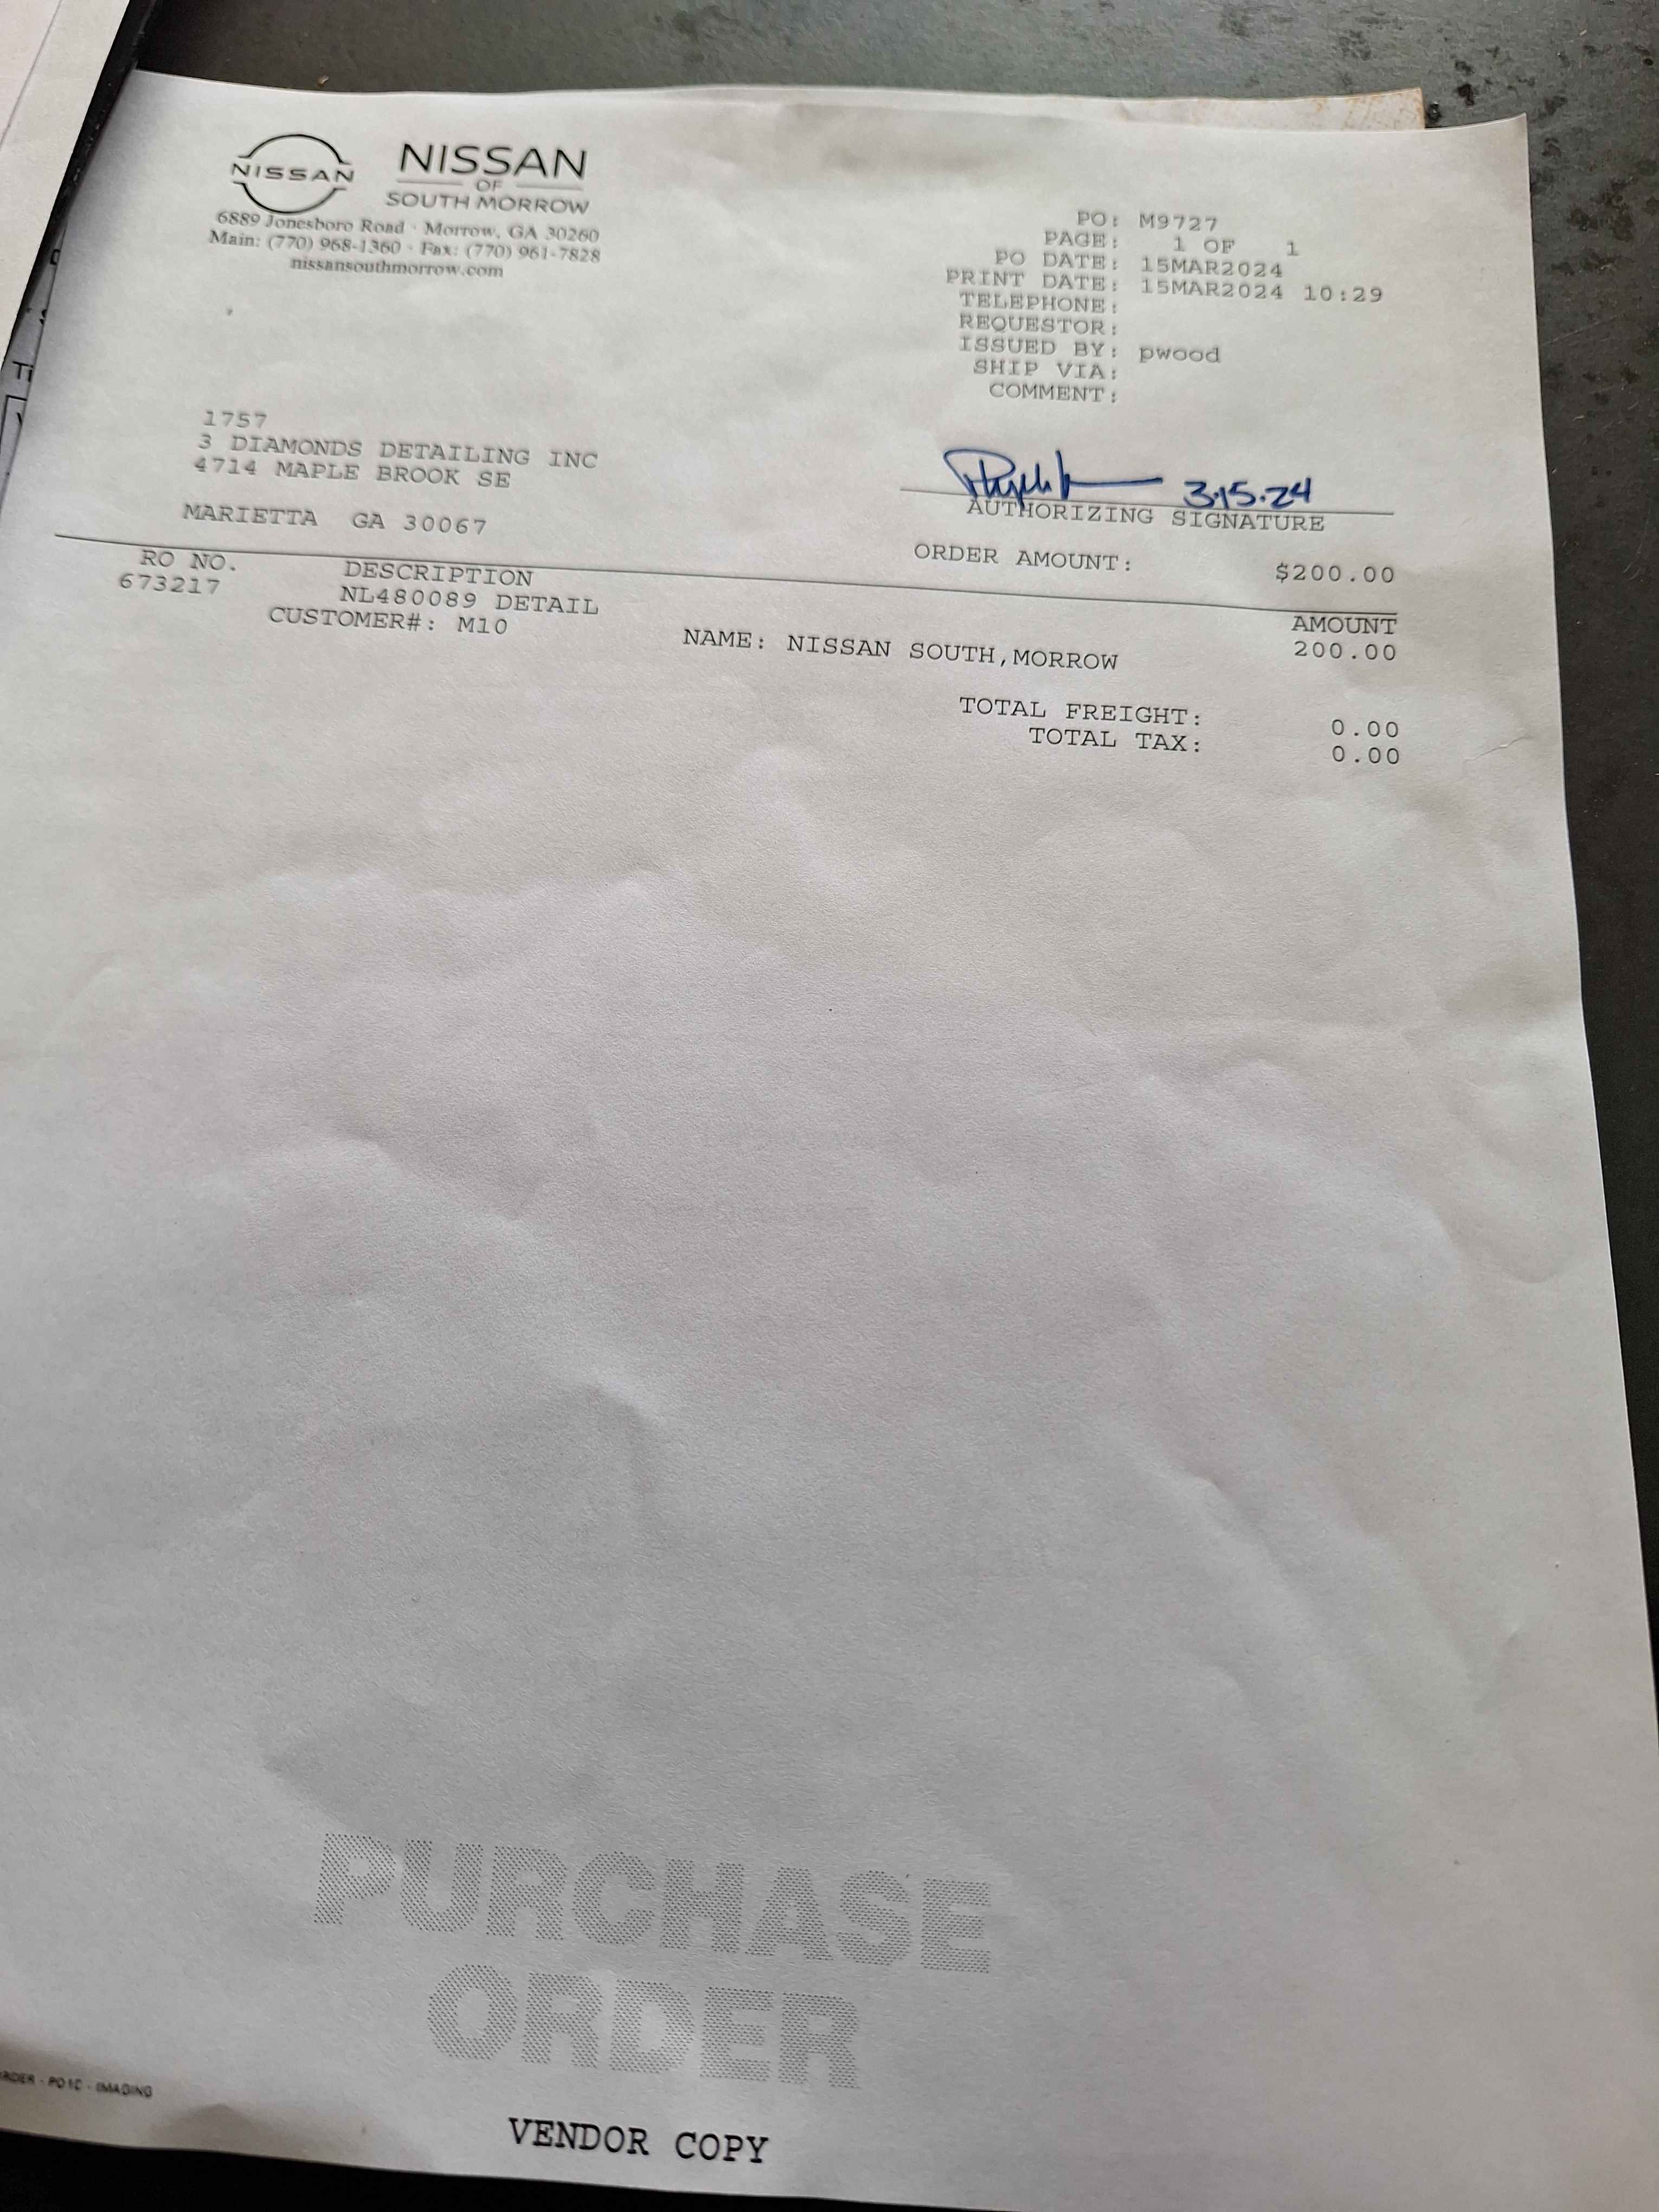 NISSAN
NISSAN
OF
SOUTH MORROW
6889 Jonesboro Road · Morrow, GA 30260
Main: (770) 968-1360 · Fax: (770) 961-7828
nissansouthmorrow.com
PO: M9727
PAGE: 1 OF 1
PO DATE: 15MAR2024
PRINT DATE: 15MAR2024 10:29
TELEPHONE:
REQUESTOR:
ISSUED BY: pwood
SHIP VIA:
COMMENT:
1757
3 DIAMONDS DETAILING INC
4714 MAPLE BROOK SE
MARIETTA GA 30067
3·15·24
AUTHORIZING SIGNATURE
ORDER AMOUNT: $200.00
RO NO. DESCRIPTION AMOUNT
673217 NL480089 DETAIL 200.00
CUSTOMER#: M10 NAME: NISSAN SOUTH,MORROW
TOTAL FREIGHT: 0.00
TOTAL TAX: 0.00
PURCHASE
ORDER
RDER - PO1C - IMAGING
VENDOR COPY